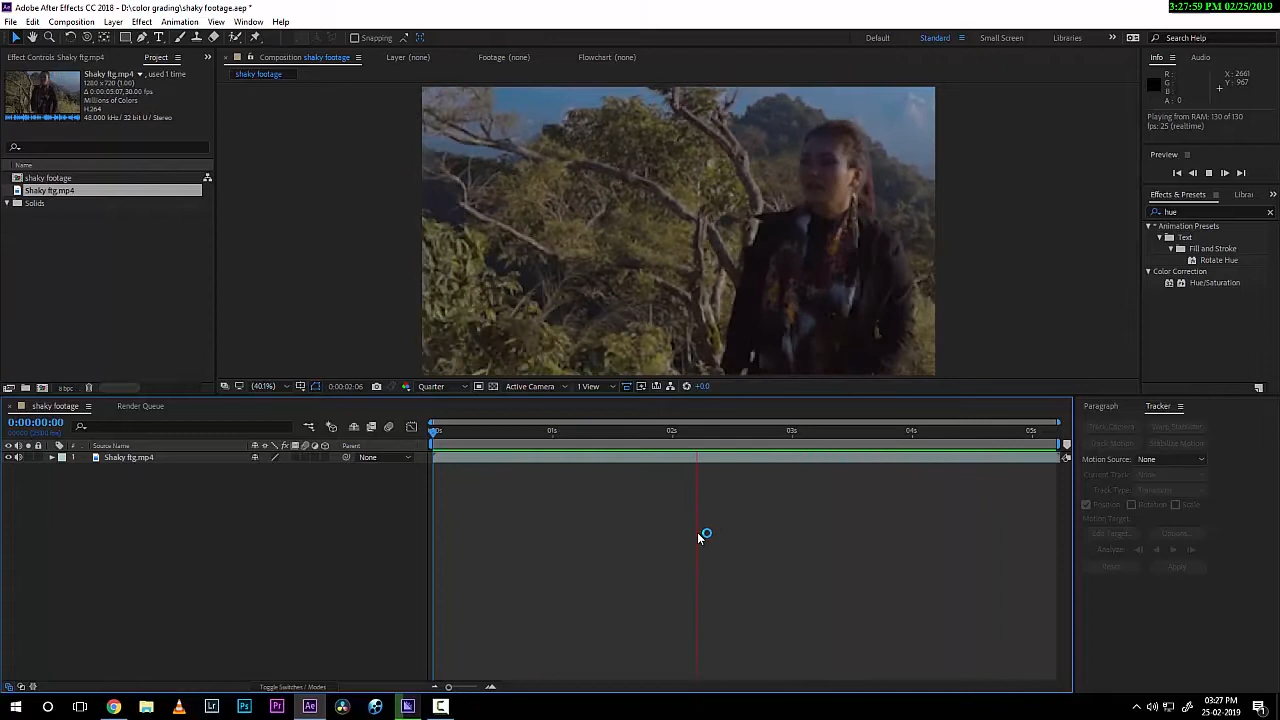 Adobe After Effects CC 2018 - D:\color grading\shaky footage.aep *
3:27:59 PM 02/25/2019
File Edit Composition Layer Effect Animation View Window Help
Snapping
Default Standard Small Screen Libraries Search Help
Effect Controls Shaky ftg.mp4 Project
Composition shaky footage Layer (none) Footage (none) Flowchart (none)
Info Audio
shaky footage
Shaky ftg.mp4 , used 1 time
1280 x 720 (1.00)
Δ 0:00:05:07, 30.00 fps
Millions of Colors
H.264
48.000 kHz / 32 bit U / Stereo
R : X : 2661
G : Y : 967
B :
A : 0
Playing from RAM: 130 of 130
fps: 25 (realtime)
Preview
Name
shaky footage
Shaky ftg.mp4
Solids
Effects & Presets Librai
hue
* Animation Presets
Text
Fill and Stroke
Rotate Hue
Color Correction
Hue/Saturation
8 bpc
(40.1%) 0:00:02:06 Quarter Active Camera 1 View +0.0
shaky footage Render Queue
Paragraph Tracker
0:00:00:00
01s 02s 03s 04s 05s
Track Camera Warp Stabilizer
Track Motion Stabilize Motion
# Source Name Parent
1 Shaky ftg.mp4 None
Motion Source: None
Current Track: None
Track Type: Transform
Position Rotation Scale
Motion Target:
Edit Target... Options...
Analyze:
Reset Apply
Toggle Switches / Modes
Lr Ps Pr Ae
03:27 PM
25-02-2019